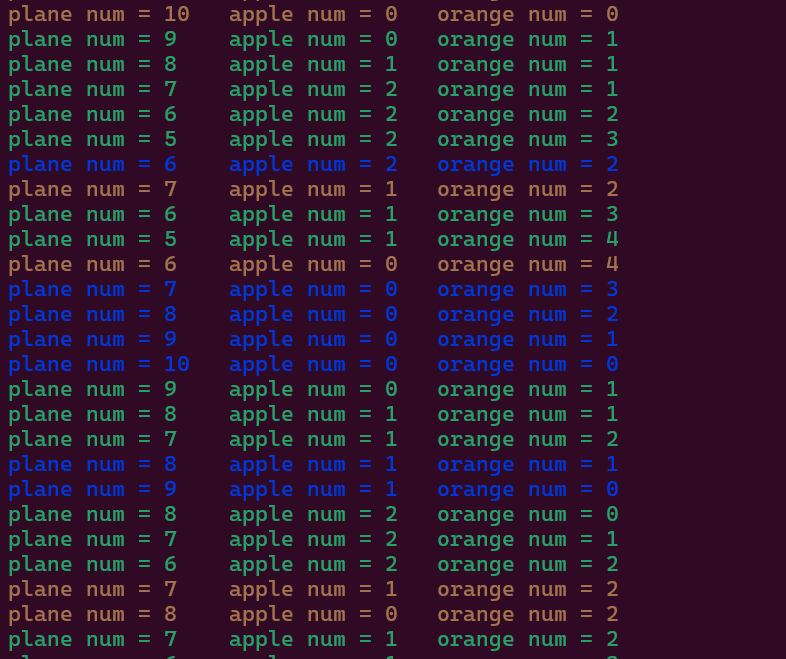 plane num = 10   apple num = 0   orange num = 0
plane num = 9    apple num = 0   orange num = 1
plane num = 8    apple num = 1   orange num = 1
plane num = 7    apple num = 2   orange num = 1
plane num = 6    apple num = 2   orange num = 2
plane num = 5    apple num = 2   orange num = 3
plane num = 6    apple num = 2   orange num = 2
plane num = 7    apple num = 1   orange num = 2
plane num = 6    apple num = 1   orange num = 3
plane num = 5    apple num = 1   orange num = 4
plane num = 6    apple num = 0   orange num = 4
plane num = 7    apple num = 0   orange num = 3
plane num = 8    apple num = 0   orange num = 2
plane num = 9    apple num = 0   orange num = 1
plane num = 10   apple num = 0   orange num = 0
plane num = 9    apple num = 0   orange num = 1
plane num = 8    apple num = 1   orange num = 1
plane num = 7    apple num = 1   orange num = 2
plane num = 8    apple num = 1   orange num = 1
plane num = 9    apple num = 1   orange num = 0
plane num = 8    apple num = 2   orange num = 0
plane num = 7    apple num = 2   orange num = 1
plane num = 6    apple num = 2   orange num = 2
plane num = 7    apple num = 1   orange num = 2
plane num = 8    apple num = 0   orange num = 2
plane num = 7    apple num = 1   orange num = 2